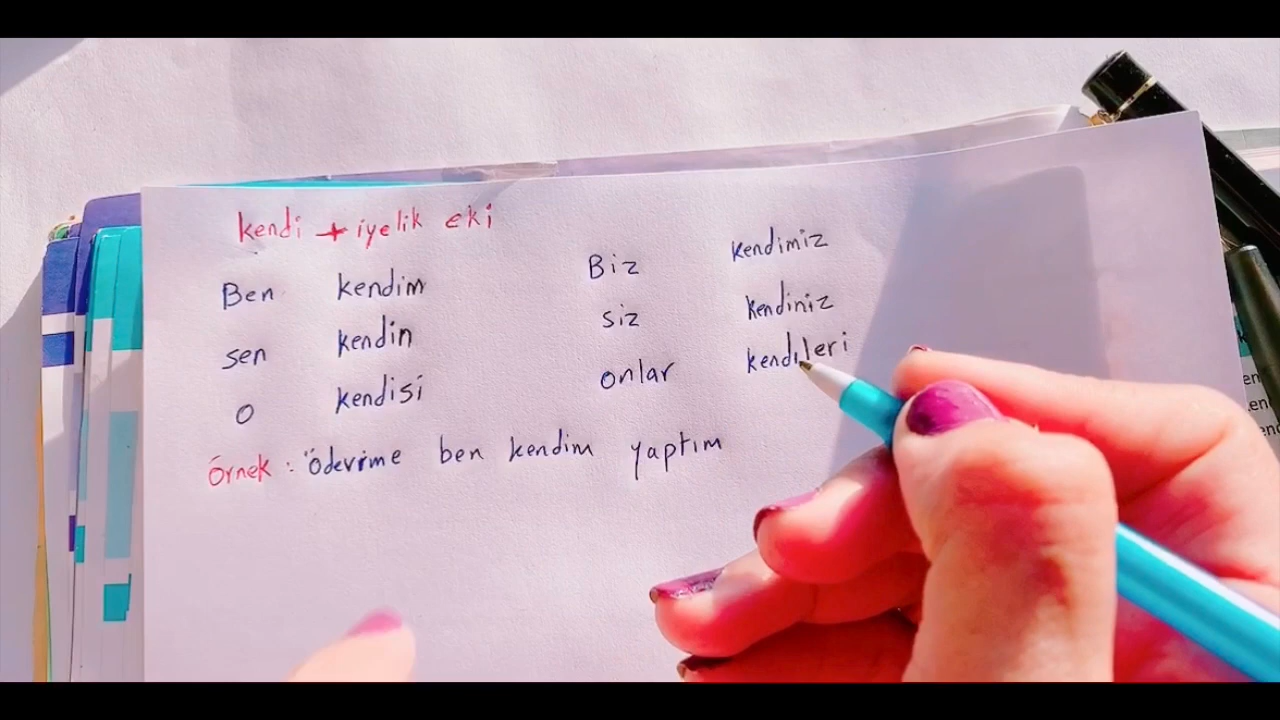 kendi + iyelik eki
Ben kendim Biz kendimiz
sen kendin siz kendiniz
O kendisi onlar kendileri
Örnek : ödevime ben kendim yaptım